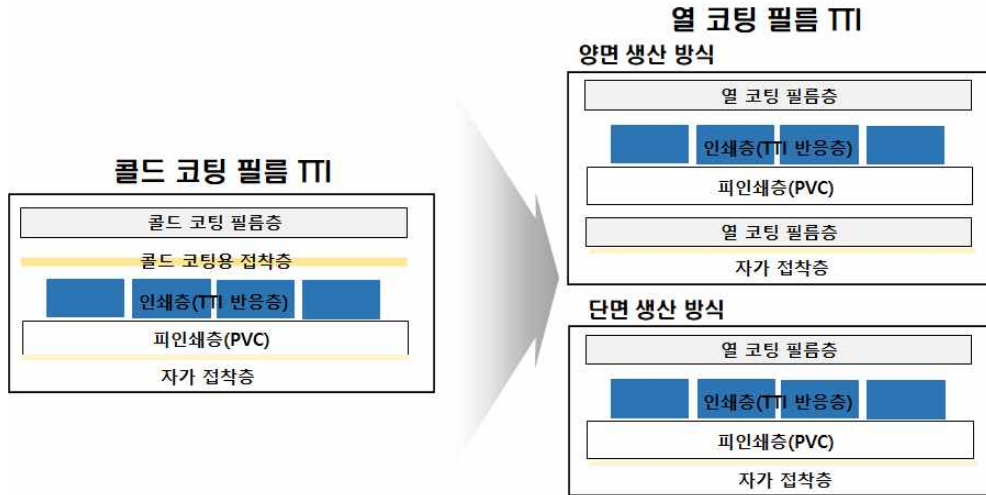 콜드 코팅 필름 TTI
콜드 코팅 필름층
콜드 코팅용 접착층
인쇄층(TTI 반응층)
피인쇄층(PVC)
자가 접착층
열 코팅 필름 TTI
양면 생산 방식
열 코팅 필름층
인쇄층(TTI 반응층)
피인쇄층(PVC)
열 코팅 필름층
자가 접착층
단면 생산 방식
열 코팅 필름층
인쇄층(TTI 반응층)
피인쇄층(PVC)
자가 접착층